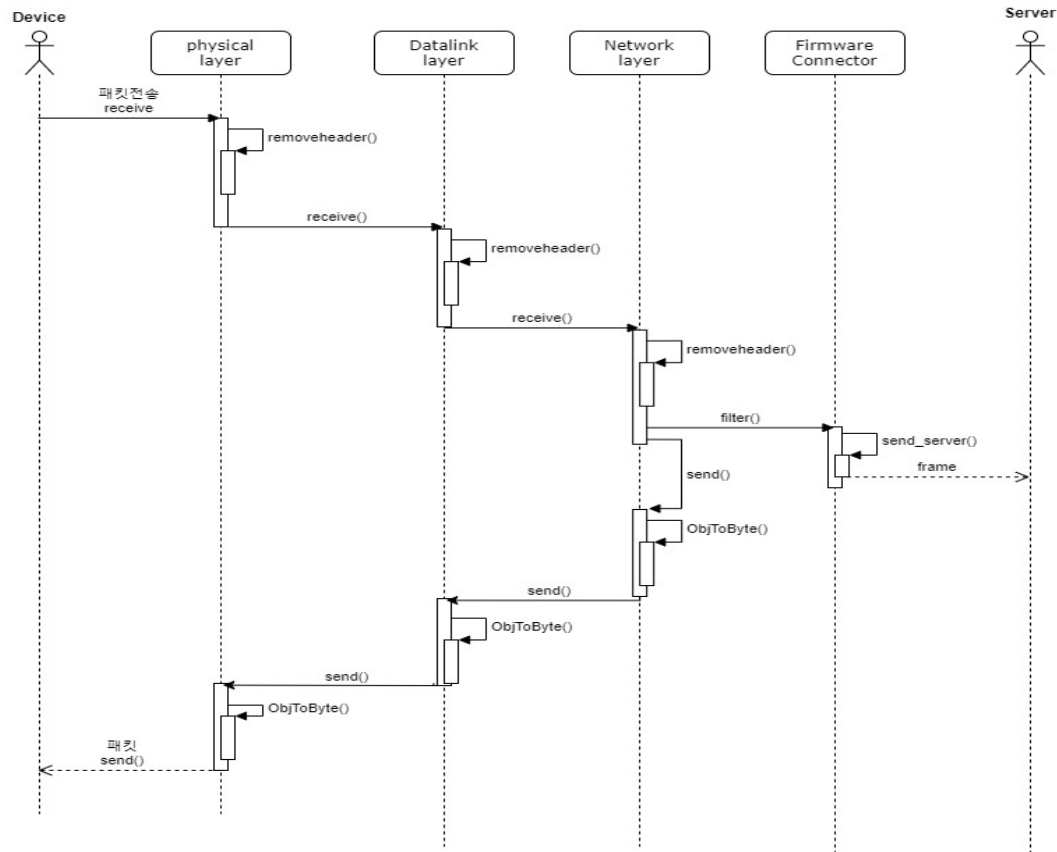 Device
Server
physical
layer
Datalink
layer
Network
layer
Firmware
Connector
패킷전송
receive
removeheader()
receive()
removeheader()
receive()
removeheader()
filter()
send_server()
frame
send()
ObjToByte()
send()
ObjToByte()
send()
ObjToByte()
패킷
send()